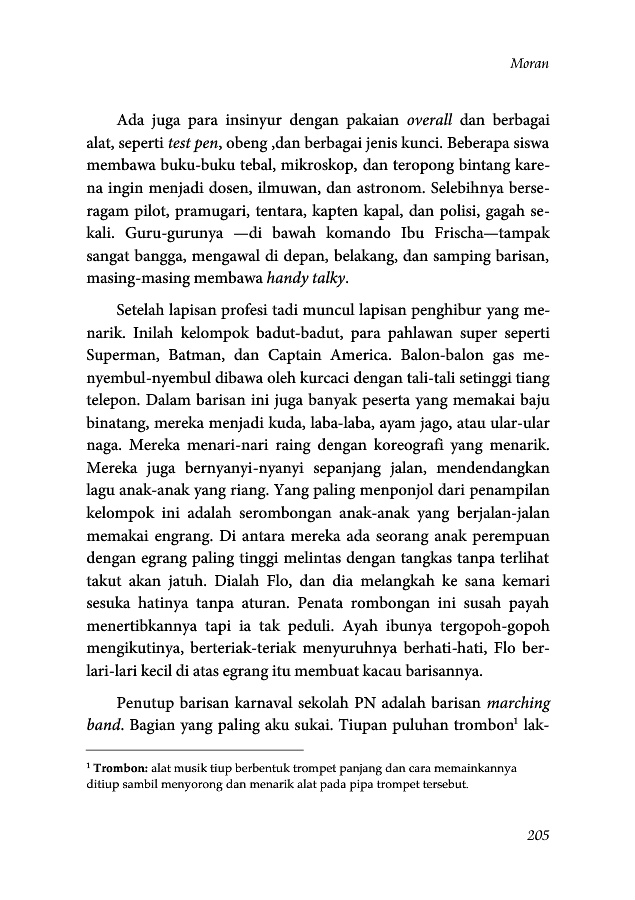 Moran
Ada juga para insinyur dengan pakaian overall dan berbagai
alat, seperti test pen, obeng ,dan berbagai jenis kunci. Beberapa siswa
membawa buku-buku tebal, mikroskop, dan teropong bintang kare-
na ingin menjadi dosen, ilmuwan, dan astronom. Selebihnya berse-
ragam pilot, pramugari, tentara, kapten kapal, dan polisi, gagah se-
kali. Guru-gurunya —di bawah komando Ibu Frischa—tampak
sangat bangga, mengawal di depan, belakang, dan samping barisan,
masing-masing membawa handy talky.
Setelah lapisan profesi tadi muncul lapisan penghibur yang me-
narik. Inilah kelompok badut-badut, para pahlawan super seperti
Superman, Batman, dan Captain America. Balon-balon gas me-
nyembul-nyembul dibawa oleh kurcaci dengan tali-tali setinggi tiang
telepon. Dalam barisan ini juga banyak peserta yang memakai baju
binatang, mereka menjadi kuda, laba-laba, ayam jago, atau ular-ular
naga. Mereka menari-nari raing dengan koreografi yang menarik.
Mereka juga bernyanyi-nyanyi sepanjang jalan, mendendangkan
lagu anak-anak yang riang. Yang paling menponjol dari penampilan
kelompok ini adalah serombongan anak-anak yang berjalan-jalan
memakai engrang. Di antara mereka ada seorang anak perempuan
dengan egrang paling tinggi melintas dengan tangkas tanpa terlihat
takut akan jatuh. Dialah Flo, dan dia melangkah ke sana kemari
sesuka hatinya tanpa aturan. Penata rombongan ini susah payah
menertibkannya tapi ia tak peduli. Ayah ibunya tergopoh-gopoh
mengikutinya, berteriak-teriak menyuruhnya berhati-hati, Flo ber-
lari-lari kecil di atas egrang itu membuat kacau barisannya.
Penutup barisan karnaval sekolah PN adalah barisan marching
band. Bagian yang paling aku sukai. Tiupan puluhan trombon¹ lak-
¹ Trombon: alat musik tiup berbentuk trompet panjang dan cara memainkannya
ditiup sambil menyorong dan menarik alat pada pipa trompet tersebut.
205